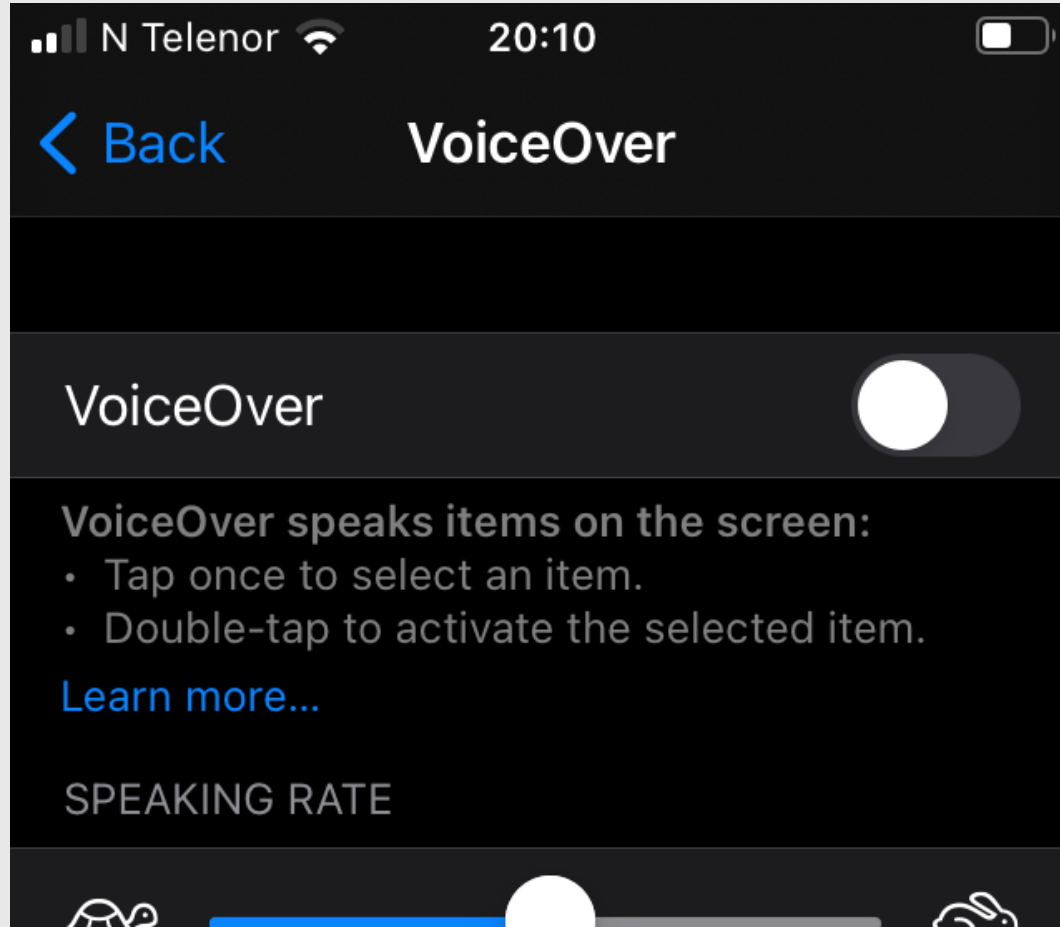 N Telenor 20:10
Back VoiceOver
VoiceOver
VoiceOver speaks items on the screen:
• Tap once to select an item.
• Double-tap to activate the selected item.
Learn more...
SPEAKING RATE